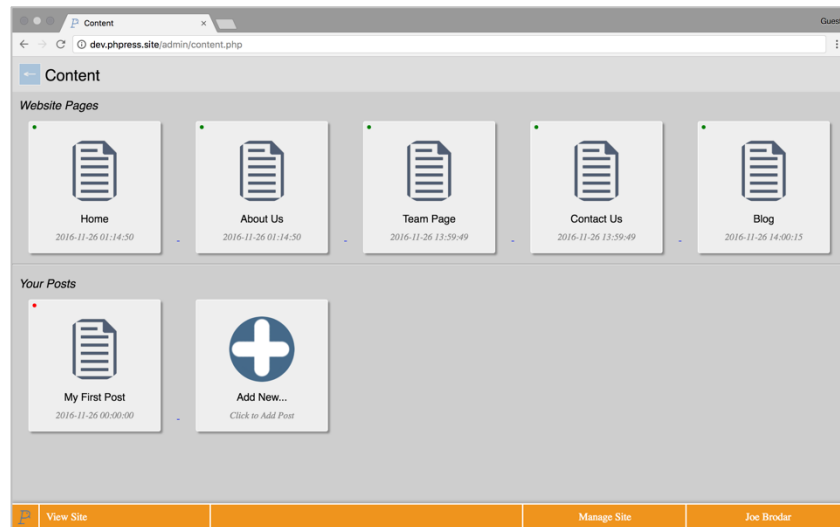 Content
Guest
dev.phpress.site/admin/content.php
Content
Website Pages
Home
2016-11-26 01:14:50
About Us
2016-11-26 01:14:50
Team Page
2016-11-26 13:59:49
Contact Us
2016-11-26 13:59:49
Blog
2016-11-26 14:00:15
Your Posts
My First Post
2016-11-26 00:00:00
Add New...
Click to Add Post
P View Site Manage Site Joe Brodar